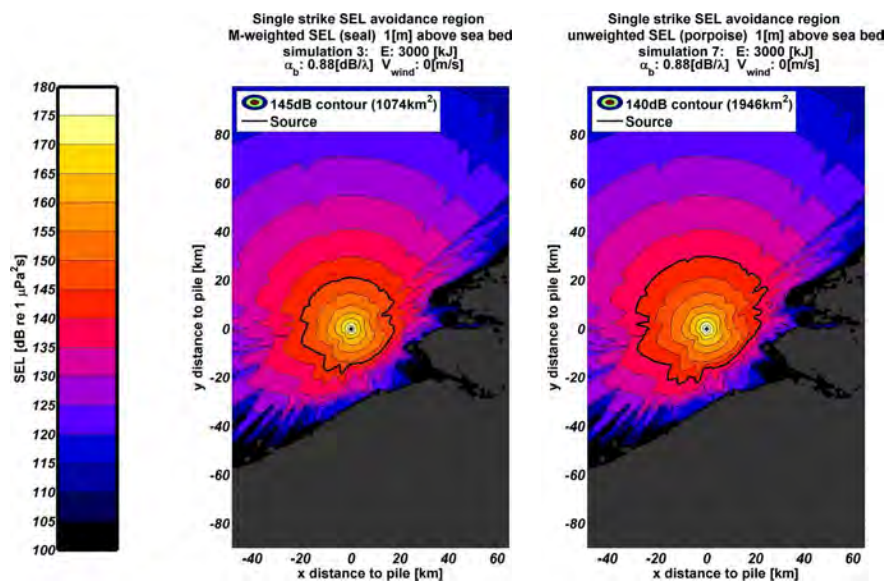 Single strike SEL avoidance region
M-weighted SEL (seal) 1[m] above sea bed
simulation 3: E: 3000 [kJ]
α_b: 0.88[dB/λ] V_wind: 0[m/s]
145dB contour (1074km²)
Source
80
60
40
20
0
-20
-40
-60
-80
y distance to pile [km]
-40 -20 0 20 40 60
x distance to pile [km]
Single strike SEL avoidance region
unweighted SEL (porpoise) 1[m] above sea bed
simulation 7: E: 3000 [kJ]
α_b: 0.88[dB/λ] V_wind: 0[m/s]
140dB contour (1946km²)
Source
80
60
40
20
0
-20
-40
-60
-80
y distance to pile [km]
-40 -20 0 20 40 60
x distance to pile [km]
180
175
170
165
160
155
150
145
140
135
130
125
120
115
110
105
100
SEL [dB re 1 μPa²s]